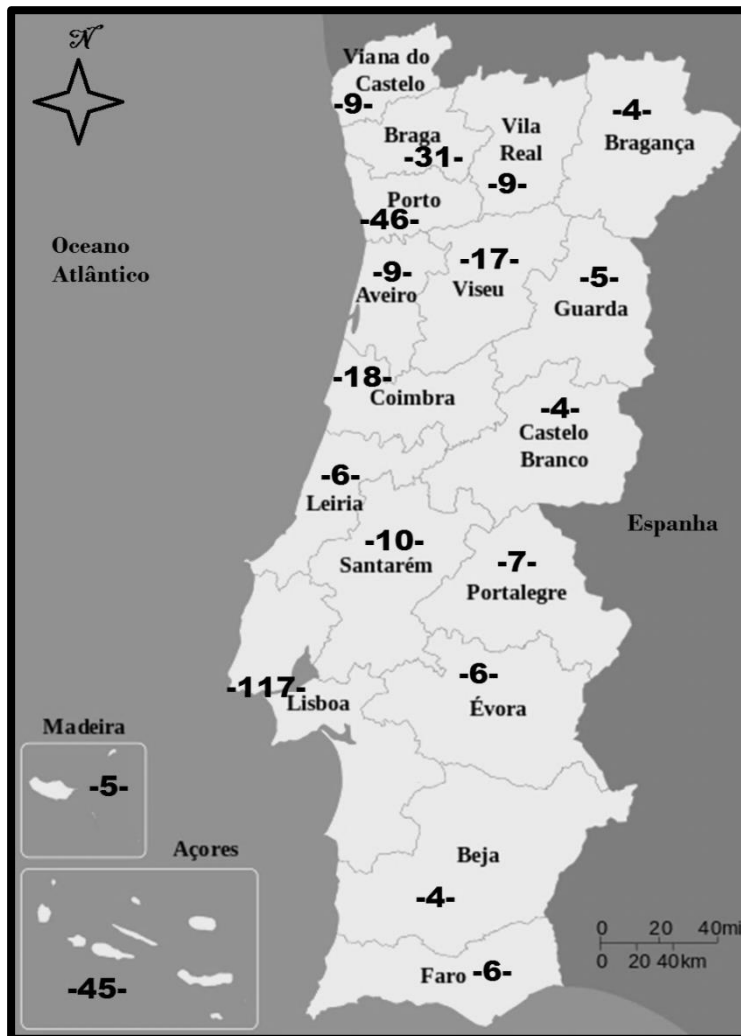 N
Viana do
Castelo
-9-
Braga
-31-
Vila
Real
-9-
-4-
Bragança
Porto
-46-
Oceano
Atlântico
-9-
Aveiro
-17-
Viseu
-5-
Guarda
-18-
Coimbra
-4-
Castelo
Branco
-6-
Leiria
Espanha
-10-
Santarém
-7-
Portalegre
-117-
Lisboa
-6-
Évora
Madeira
-5-
Açores
-45-
Beja
-4-
0 20 40mi
0 20 40km
Faro -6-